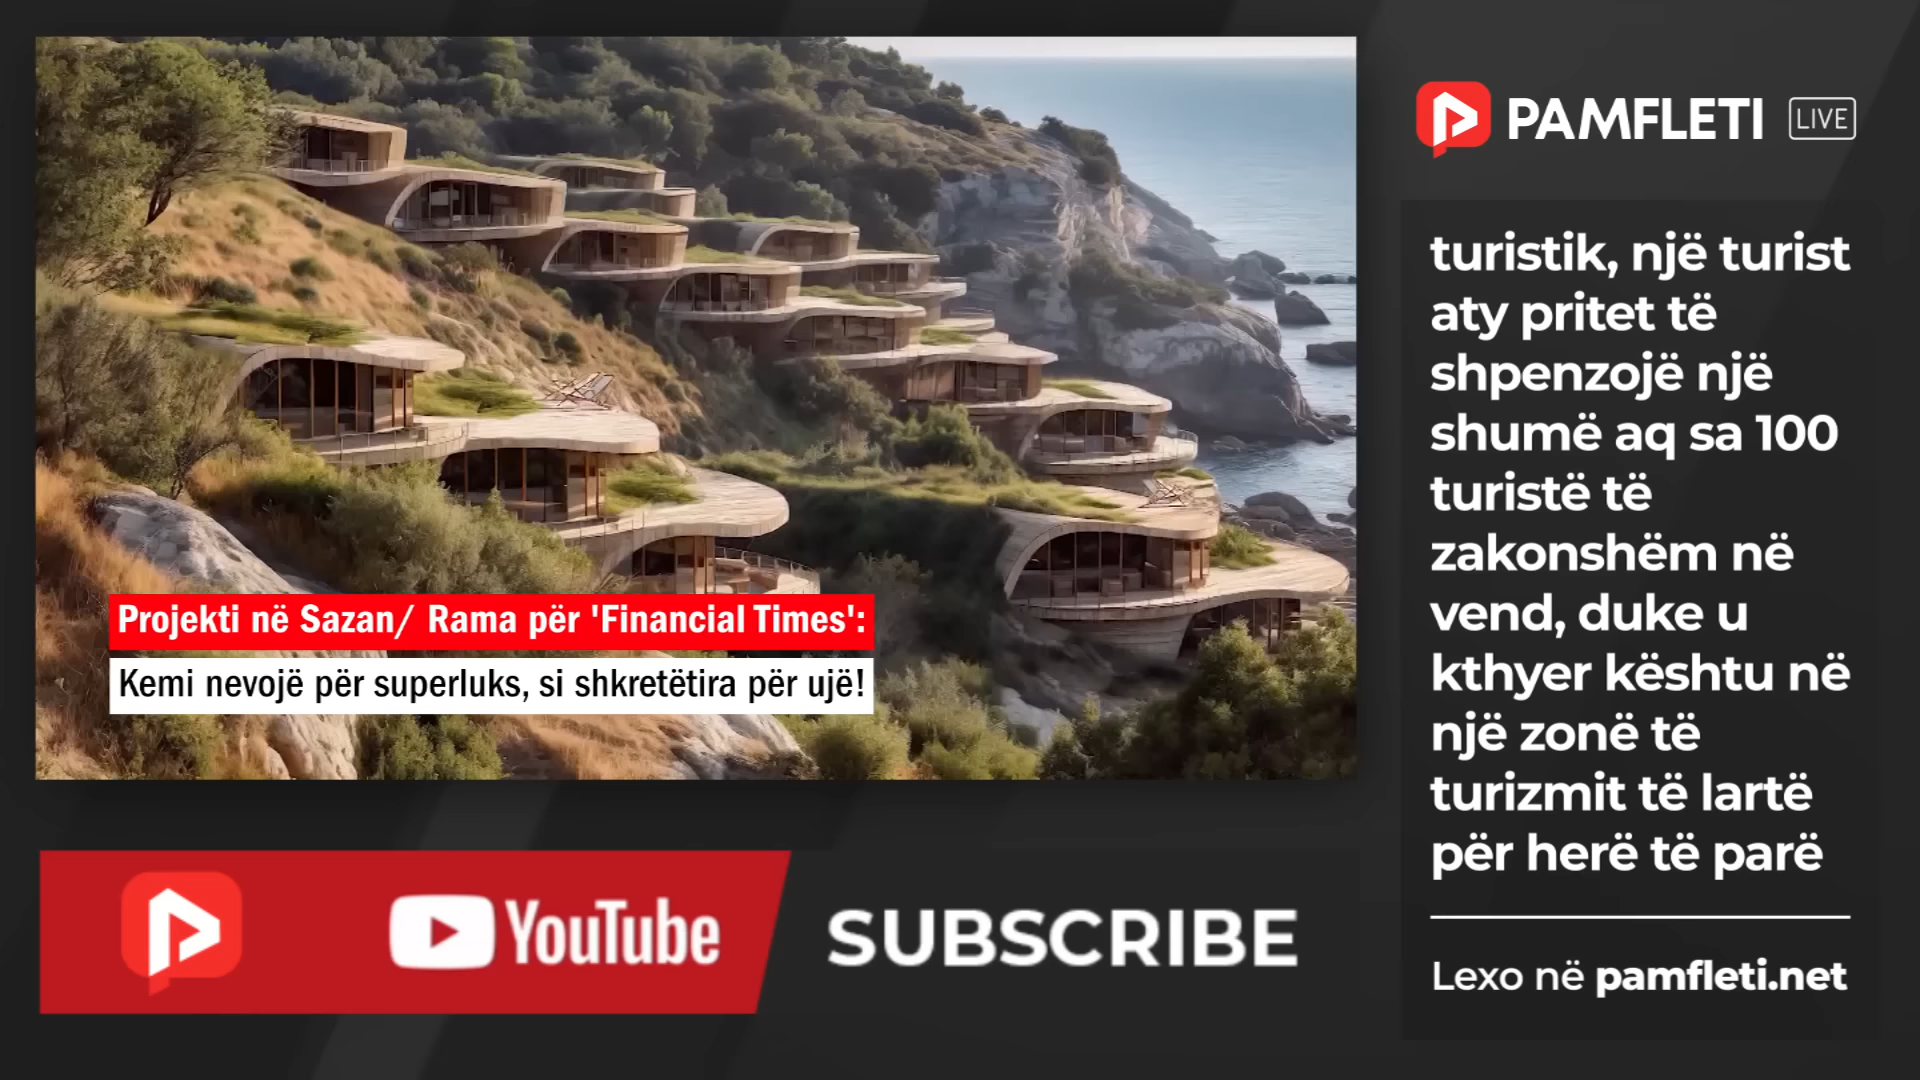 PAMFLETI LIVE
turistik, një turist
aty pritet të
shpenzojë një
shumë aq sa 100
turistë të
zakonshëm në
vend, duke u
kthyer kështu në
një zonë të
turizmit të lartë
për herë të parë
Lexo në pamfleti.net
Projekti në Sazan/ Rama për 'Financial Times':
Kemi nevojë për superluks, si shkretëtira për ujë!
YouTube
SUBSCRIBE